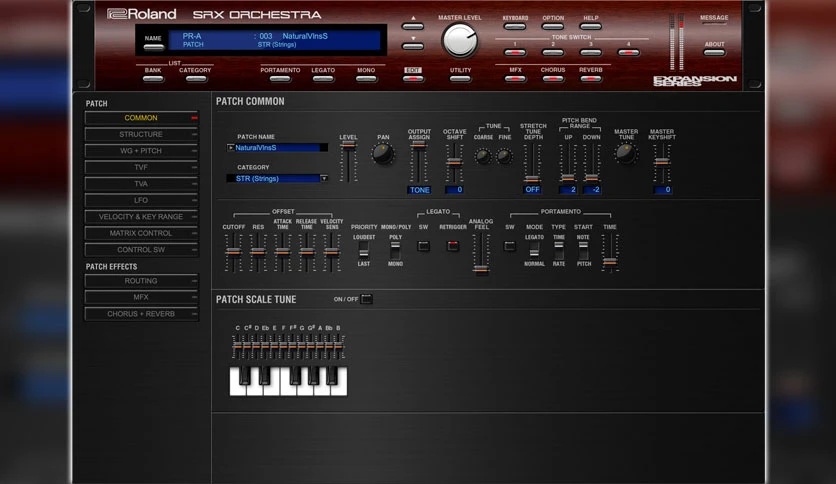 Roland SRX ORCHESTRA
NAME
PR-A : 003 NaturalVlnsS
PATCH STR (Strings)
MASTER LEVEL
KEYBOARD OPTION HELP
MESSAGE
TONE SWITCH
1 2 3 4
ABOUT
LIST
BANK CATEGORY PORTAMENTO LEGATO MONO EDIT UTILITY MFX CHORUS REVERB
EXPANSION
SERIES
PATCH
COMMON
STRUCTURE
WG + PITCH
TVF
TVA
LFO
VELOCITY & KEY RANGE
MATRIX CONTROL
CONTROL SW
PATCH EFFECTS
ROUTING
MFX
CHORUS + REVERB
PATCH COMMON
PATCH NAME
NaturalVlnsS
CATEGORY
STR (Strings)
LEVEL
PAN
OUTPUT
ASSIGN
TONE
OCTAVE
SHIFT
0
TUNE
COARSE FINE
STRETCH
TUNE
DEPTH
OFF
PITCH BEND
RANGE
UP DOWN
2 -2
MASTER
TUNE
MASTER
KEYSHIFT
0
OFFSET
CUTOFF
RES
ATTACK
TIME
RELEASE
TIME
VELOCITY
SENS
PRIORITY
LOUDEST
LAST
MONO/POLY
POLY
MONO
LEGATO
SW RETRIGGER
ANALOG
FEEL
PORTAMENTO
SW
MODE
LEGATO
NORMAL
TYPE
TIME
RATE
START
NOTE
PITCH
TIME
PATCH SCALE TUNE
ON / OFF
C C# D Eb E F F# G G# A Bb B